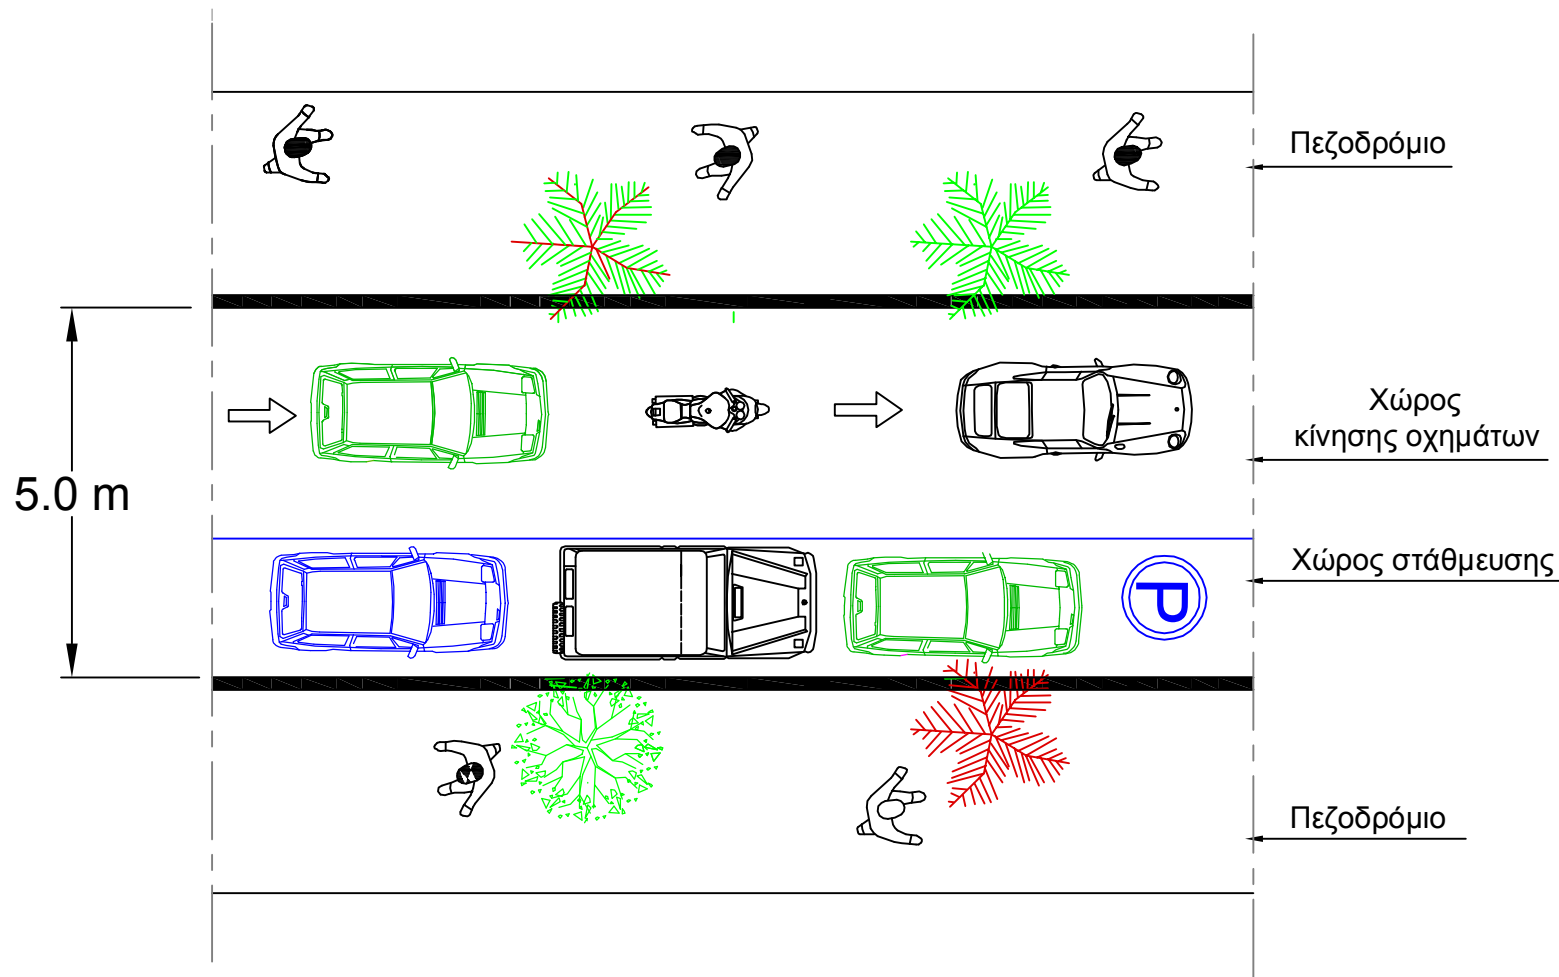 Πεζοδρόμιο
Χώρος
κίνησης οχημάτων
5.0 m
Χώρος στάθμευσης
P
Πεζοδρόμιο